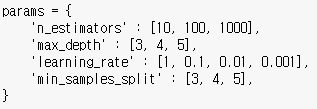 params = {
    'n_estimators' : [10, 100, 1000],
    'max_depth' : [3, 4, 5],
    'learning_rate' : [1, 0.1, 0.01, 0.001],
    'min_samples_split' : [3, 4, 5],
}